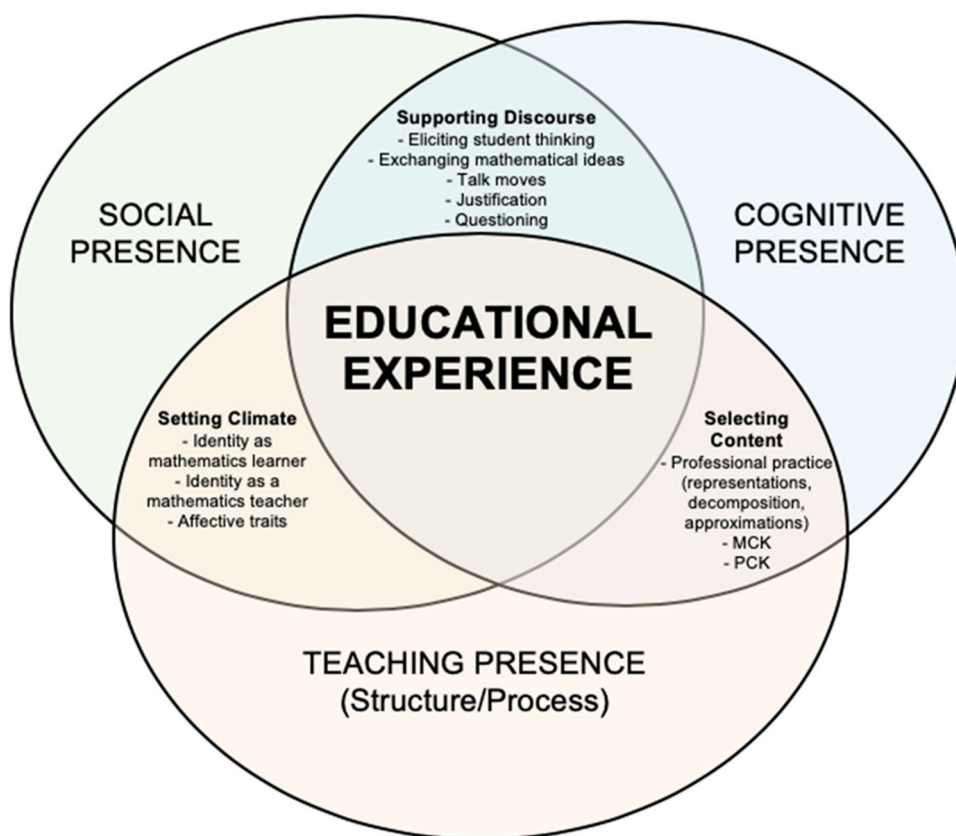 Supporting Discourse
- Eliciting student thinking
- Exchanging mathematical ideas
- Talk moves
- Justification
- Questioning
SOCIAL
PRESENCE
COGNITIVE
PRESENCE
EDUCATIONAL
EXPERIENCE
Setting Climate
- Identity as
mathematics learner
- Identity as a
mathematics teacher
- Affective traits
Selecting
Content
- Professional practice
(representations,
decomposition,
approximations)
- MCK
- PCK
TEACHING PRESENCE
(Structure/Process)